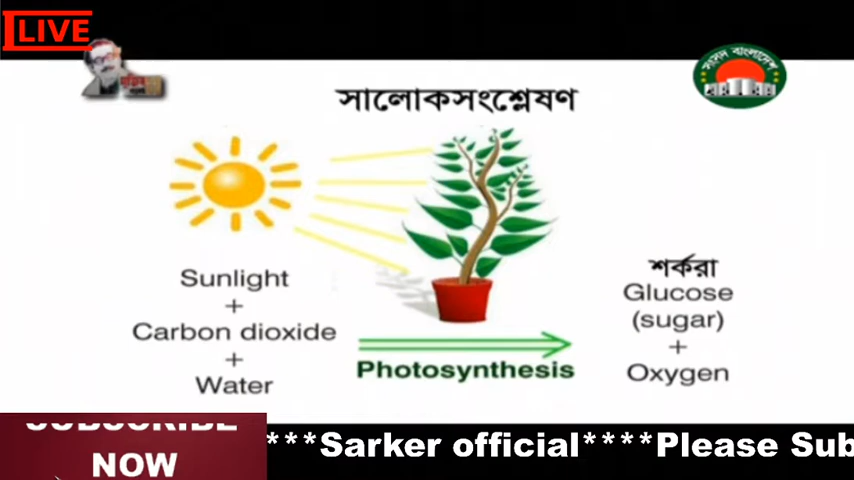 LIVE
সংসদ বাংলাদেশ
সালোকসংশ্লেষণ
Sunlight
+
Carbon dioxide
+
Water
Photosynthesis
শর্করা
Glucose
(sugar)
+
Oxygen
SUBSCRIBE
NOW
***Sarker official****Please Sub